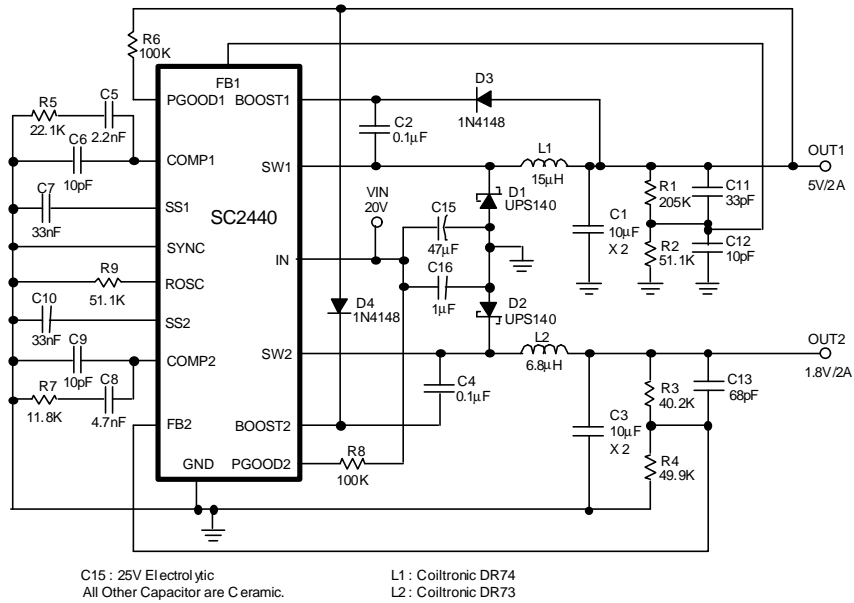 R6
100K
FB1
D3
1N4148
PGOOD1
BOOST1
R5
22.1K
C5
2.2nF
C2
0.1µF
C6
10pF
COMP1
SW1
L1
15µH
OUT1
5V/2A
C7
33nF
SS1
VIN
20V
C15
47µF
D1
UPS140
R1
205K
C11
33pF
SC2440
C1
10µF
X 2
SYNC
R2
51.1K
C12
10pF
IN
R9
51.1K
ROSC
C16
1µF
C10
33nF
SS2
D4
1N4148
D2
UPS140
C9
10pF
COMP2
SW2
L2
6.8µH
OUT2
1.8V/2A
R7
11.8K
C8
4.7nF
C4
0.1µF
R3
40.2K
C13
68pF
FB2
BOOST2
C3
10µF
X 2
GND
PGOOD2
R8
100K
R4
49.9K
C15 : 25V Electrolytic
All Other Capacitor are Ceramic.
L1 : Coiltronic DR74
L2 : Coiltronic DR73